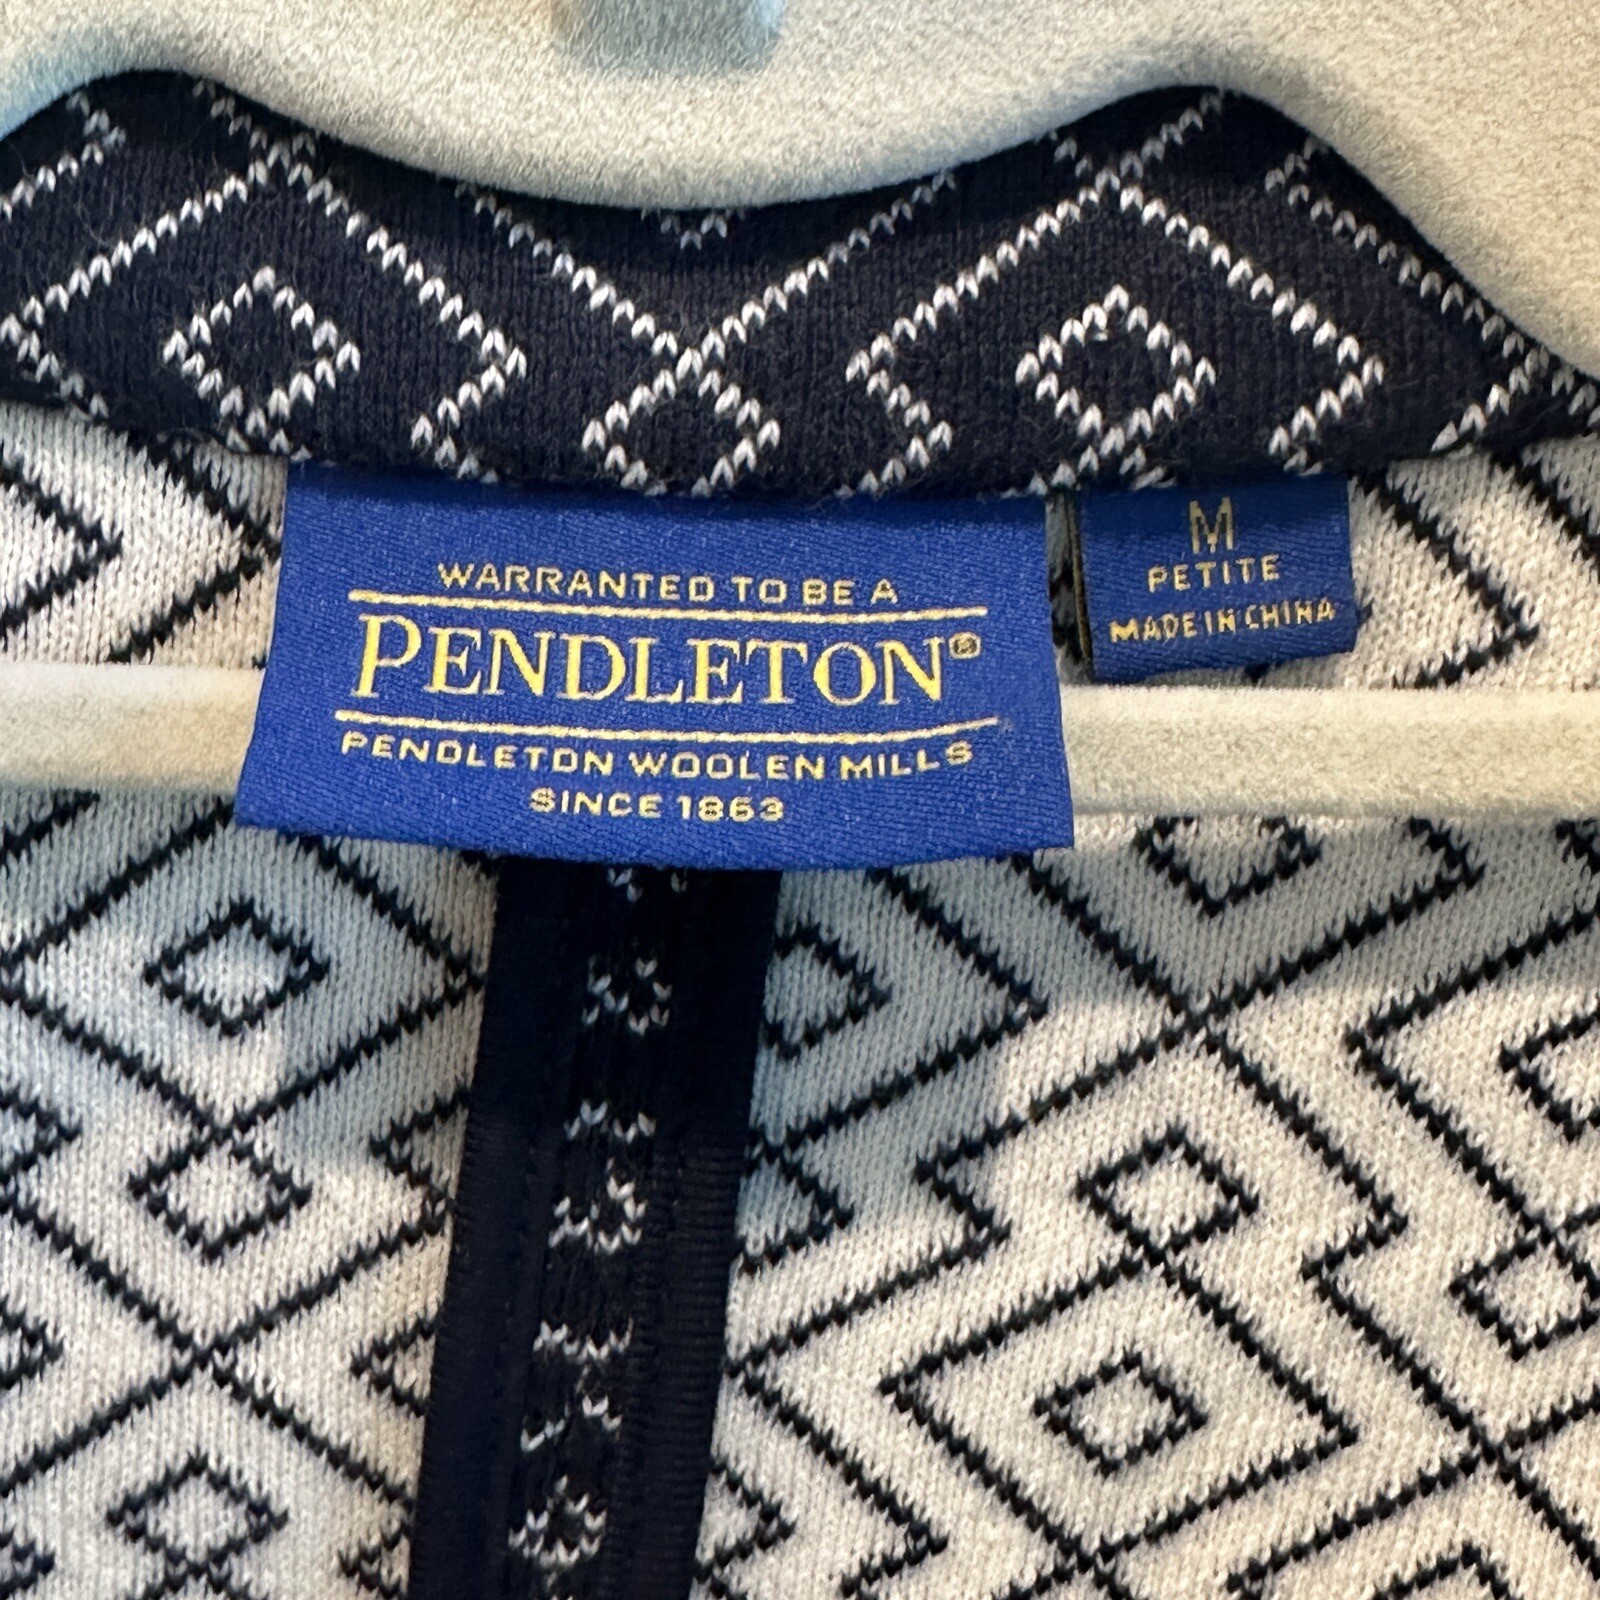 WARRANTED TO BE A
PENDLETON®
PENDLETON WOOLEN MILLS
SINCE 1863
M
PETITE
MADE IN CHINA